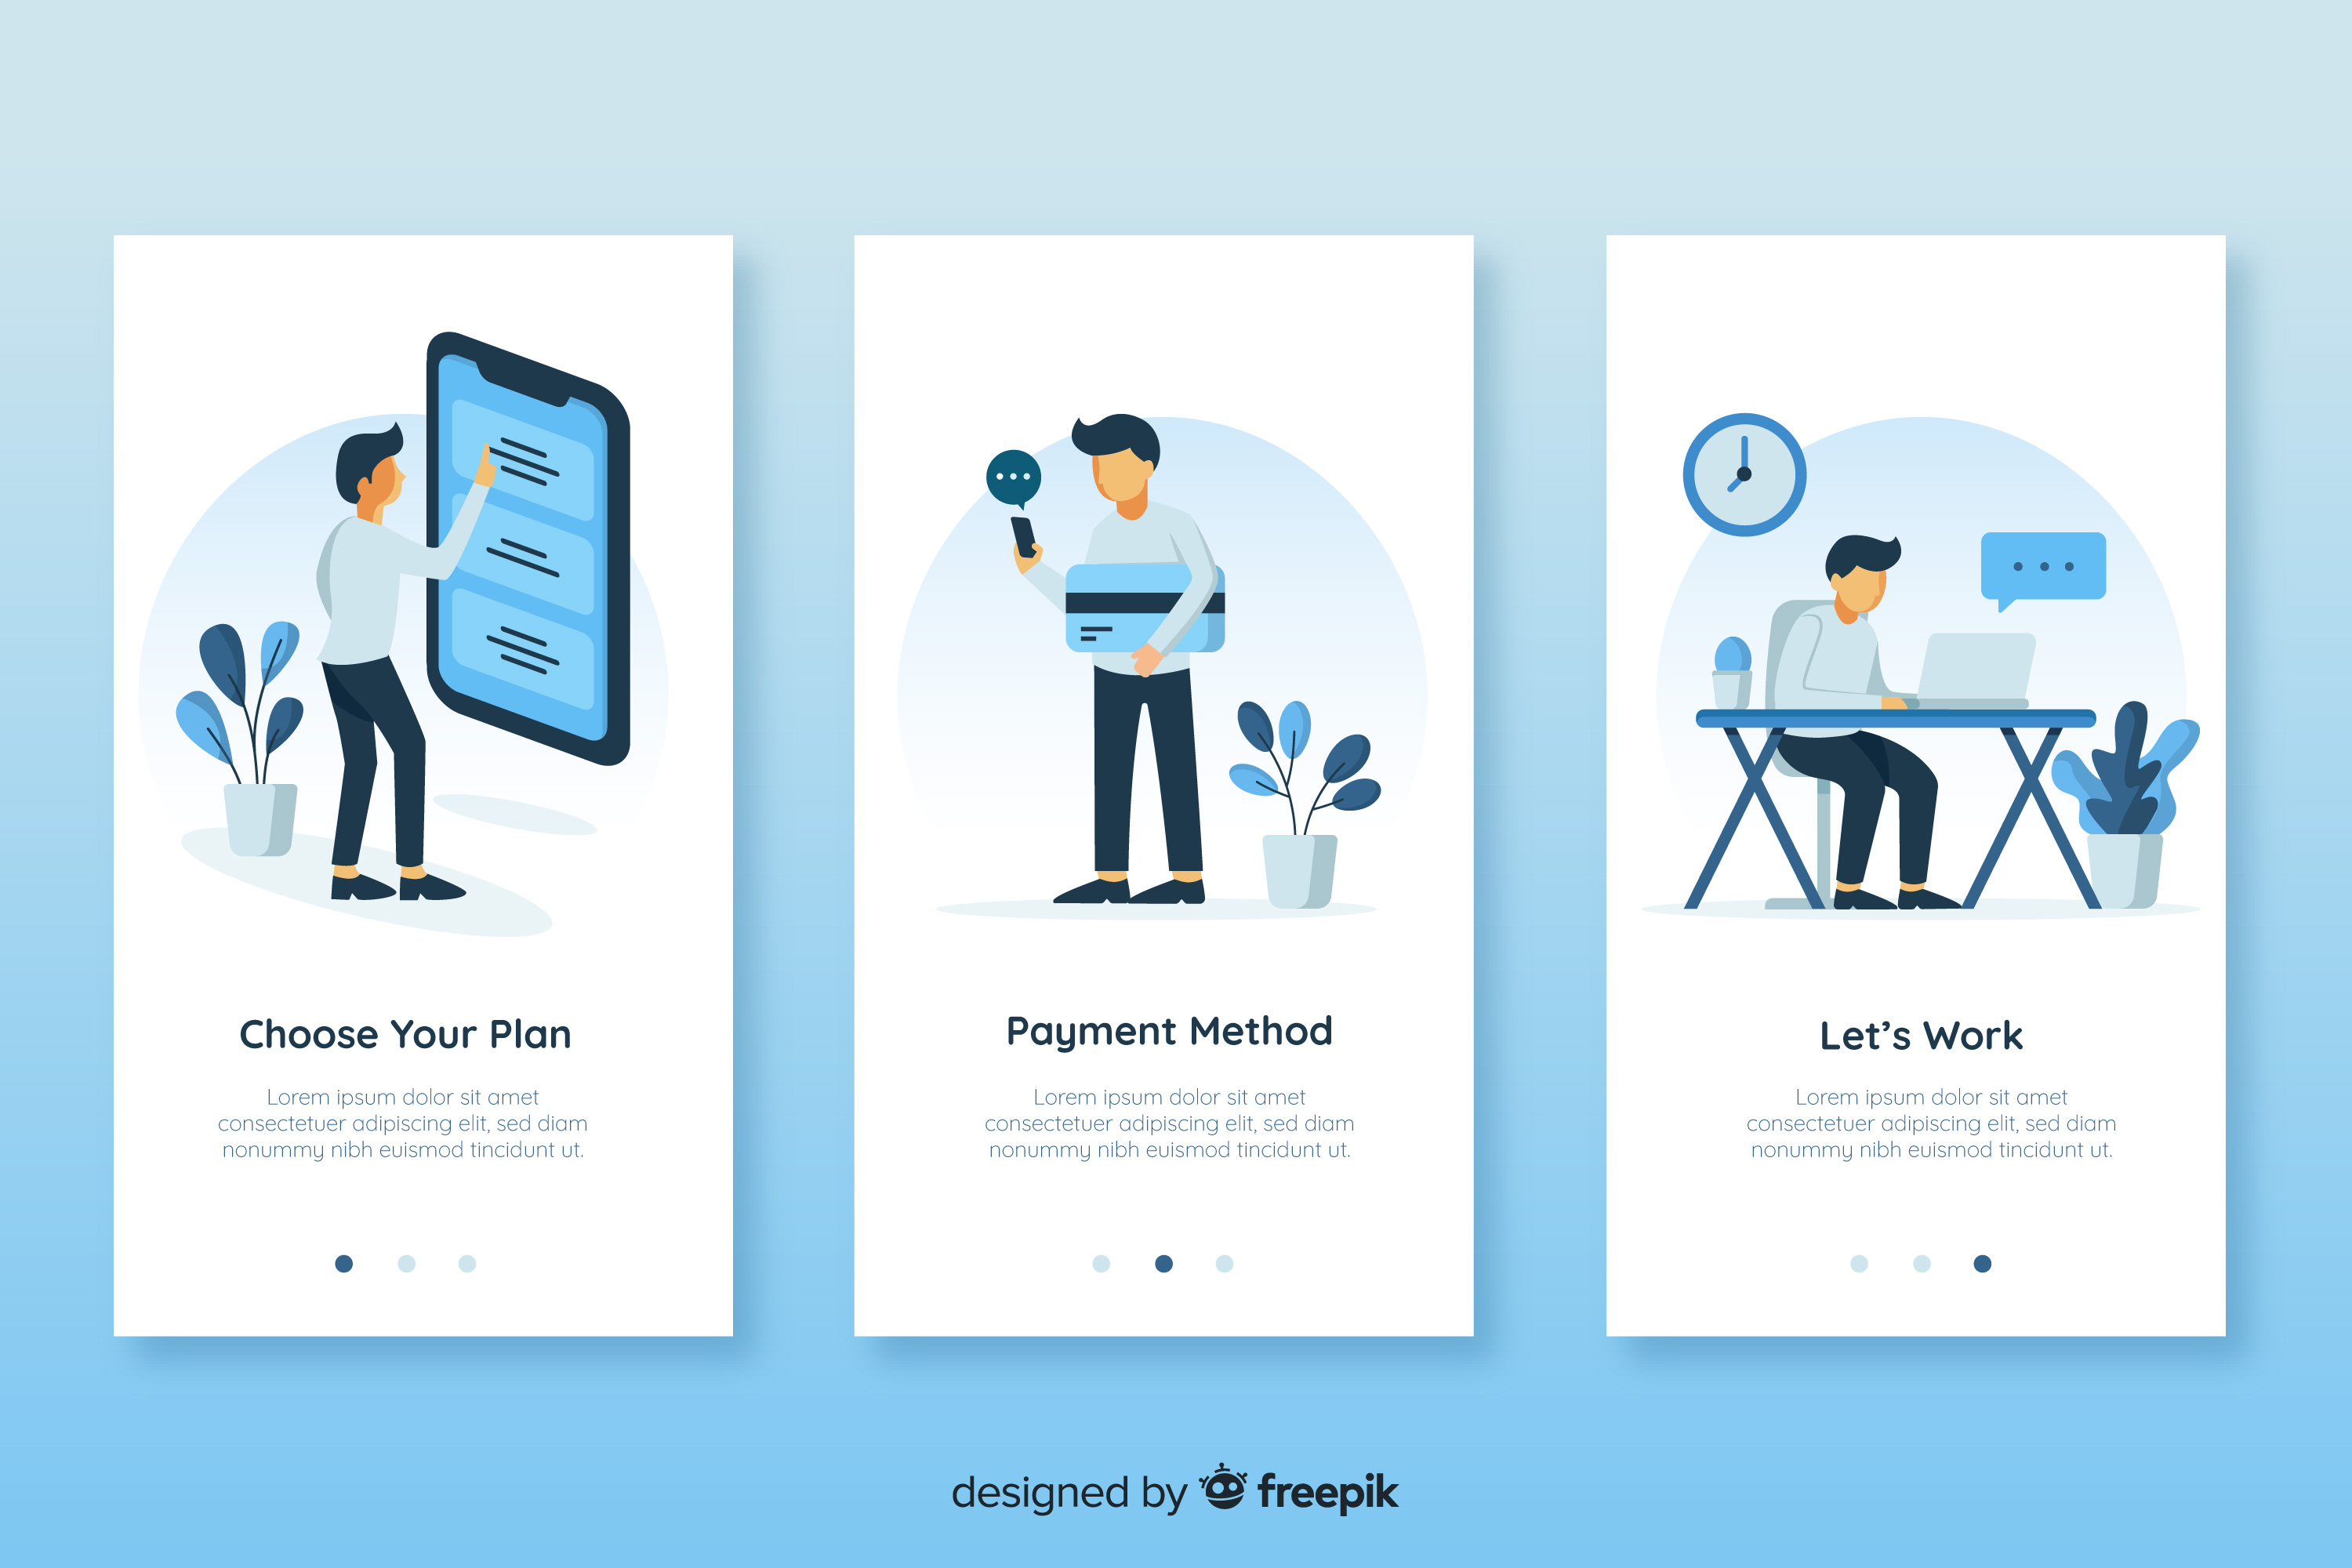 Choose Your Plan
Lorem ipsum dolor sit amet
consectetuer adipiscing elit, sed diam
nonummy nibh euismod tincidunt ut.
Payment Method
Lorem ipsum dolor sit amet
consectetuer adipiscing elit, sed diam
nonummy nibh euismod tincidunt ut.
Let's Work
Lorem ipsum dolor sit amet
consectetuer adipiscing elit, sed diam
nonummy nibh euismod tincidunt ut.
designed by freepik